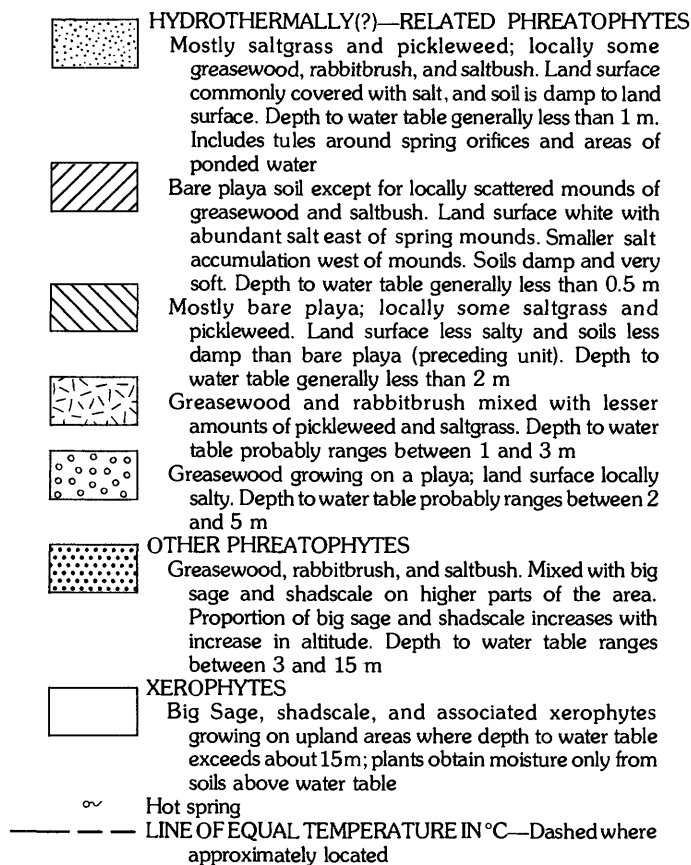 HYDROTHERMALLY(?)—RELATED PHREATOPHYTES
Mostly saltgrass and pickleweed; locally some
greasewood, rabbitbrush, and saltbush. Land surface
commonly covered with salt, and soil is damp to land
surface. Depth to water table generally less than 1 m.
Includes tules around spring orifices and areas of
ponded water
Bare playa soil except for locally scattered mounds of
greasewood and saltbush. Land surface white with
abundant salt east of spring mounds. Smaller salt
accumulation west of mounds. Soils damp and very
soft. Depth to water table generally less than 0.5 m
Mostly bare playa; locally some saltgrass and
pickleweed. Land surface less salty and soils less
damp than bare playa (preceding unit). Depth to
water table generally less than 2 m
Greasewood and rabbitbrush mixed with lesser
amounts of pickleweed and saltgrass. Depth to water
table probably ranges between 1 and 3 m
Greasewood growing on a playa; land surface locally
salty. Depth to water table probably ranges between 2
and 5 m
OTHER PHREATOPHYTES
Greasewood, rabbitbrush, and saltbush. Mixed with big
sage and shadscale on higher parts of the area.
Proportion of big sage and shadscale increases with
increase in altitude. Depth to water table ranges
between 3 and 15 m
XEROPHYTES
Big Sage, shadscale, and associated xerophytes
growing on upland areas where depth to water table
exceeds about 15m; plants obtain moisture only from
soils above water table
Hot spring
LINE OF EQUAL TEMPERATURE IN °C—Dashed where
approximately located